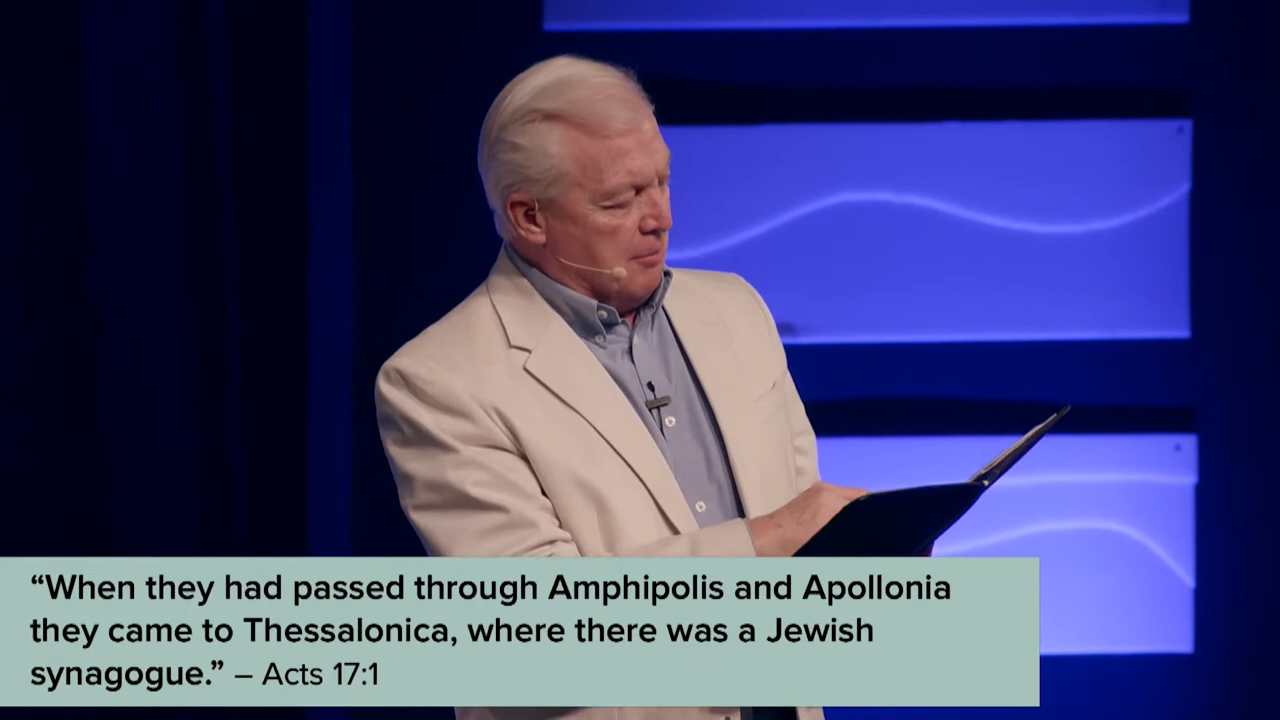 “When they had passed through Amphipolis and Apollonia
they came to Thessalonica, where there was a Jewish
synagogue.” – Acts 17:1